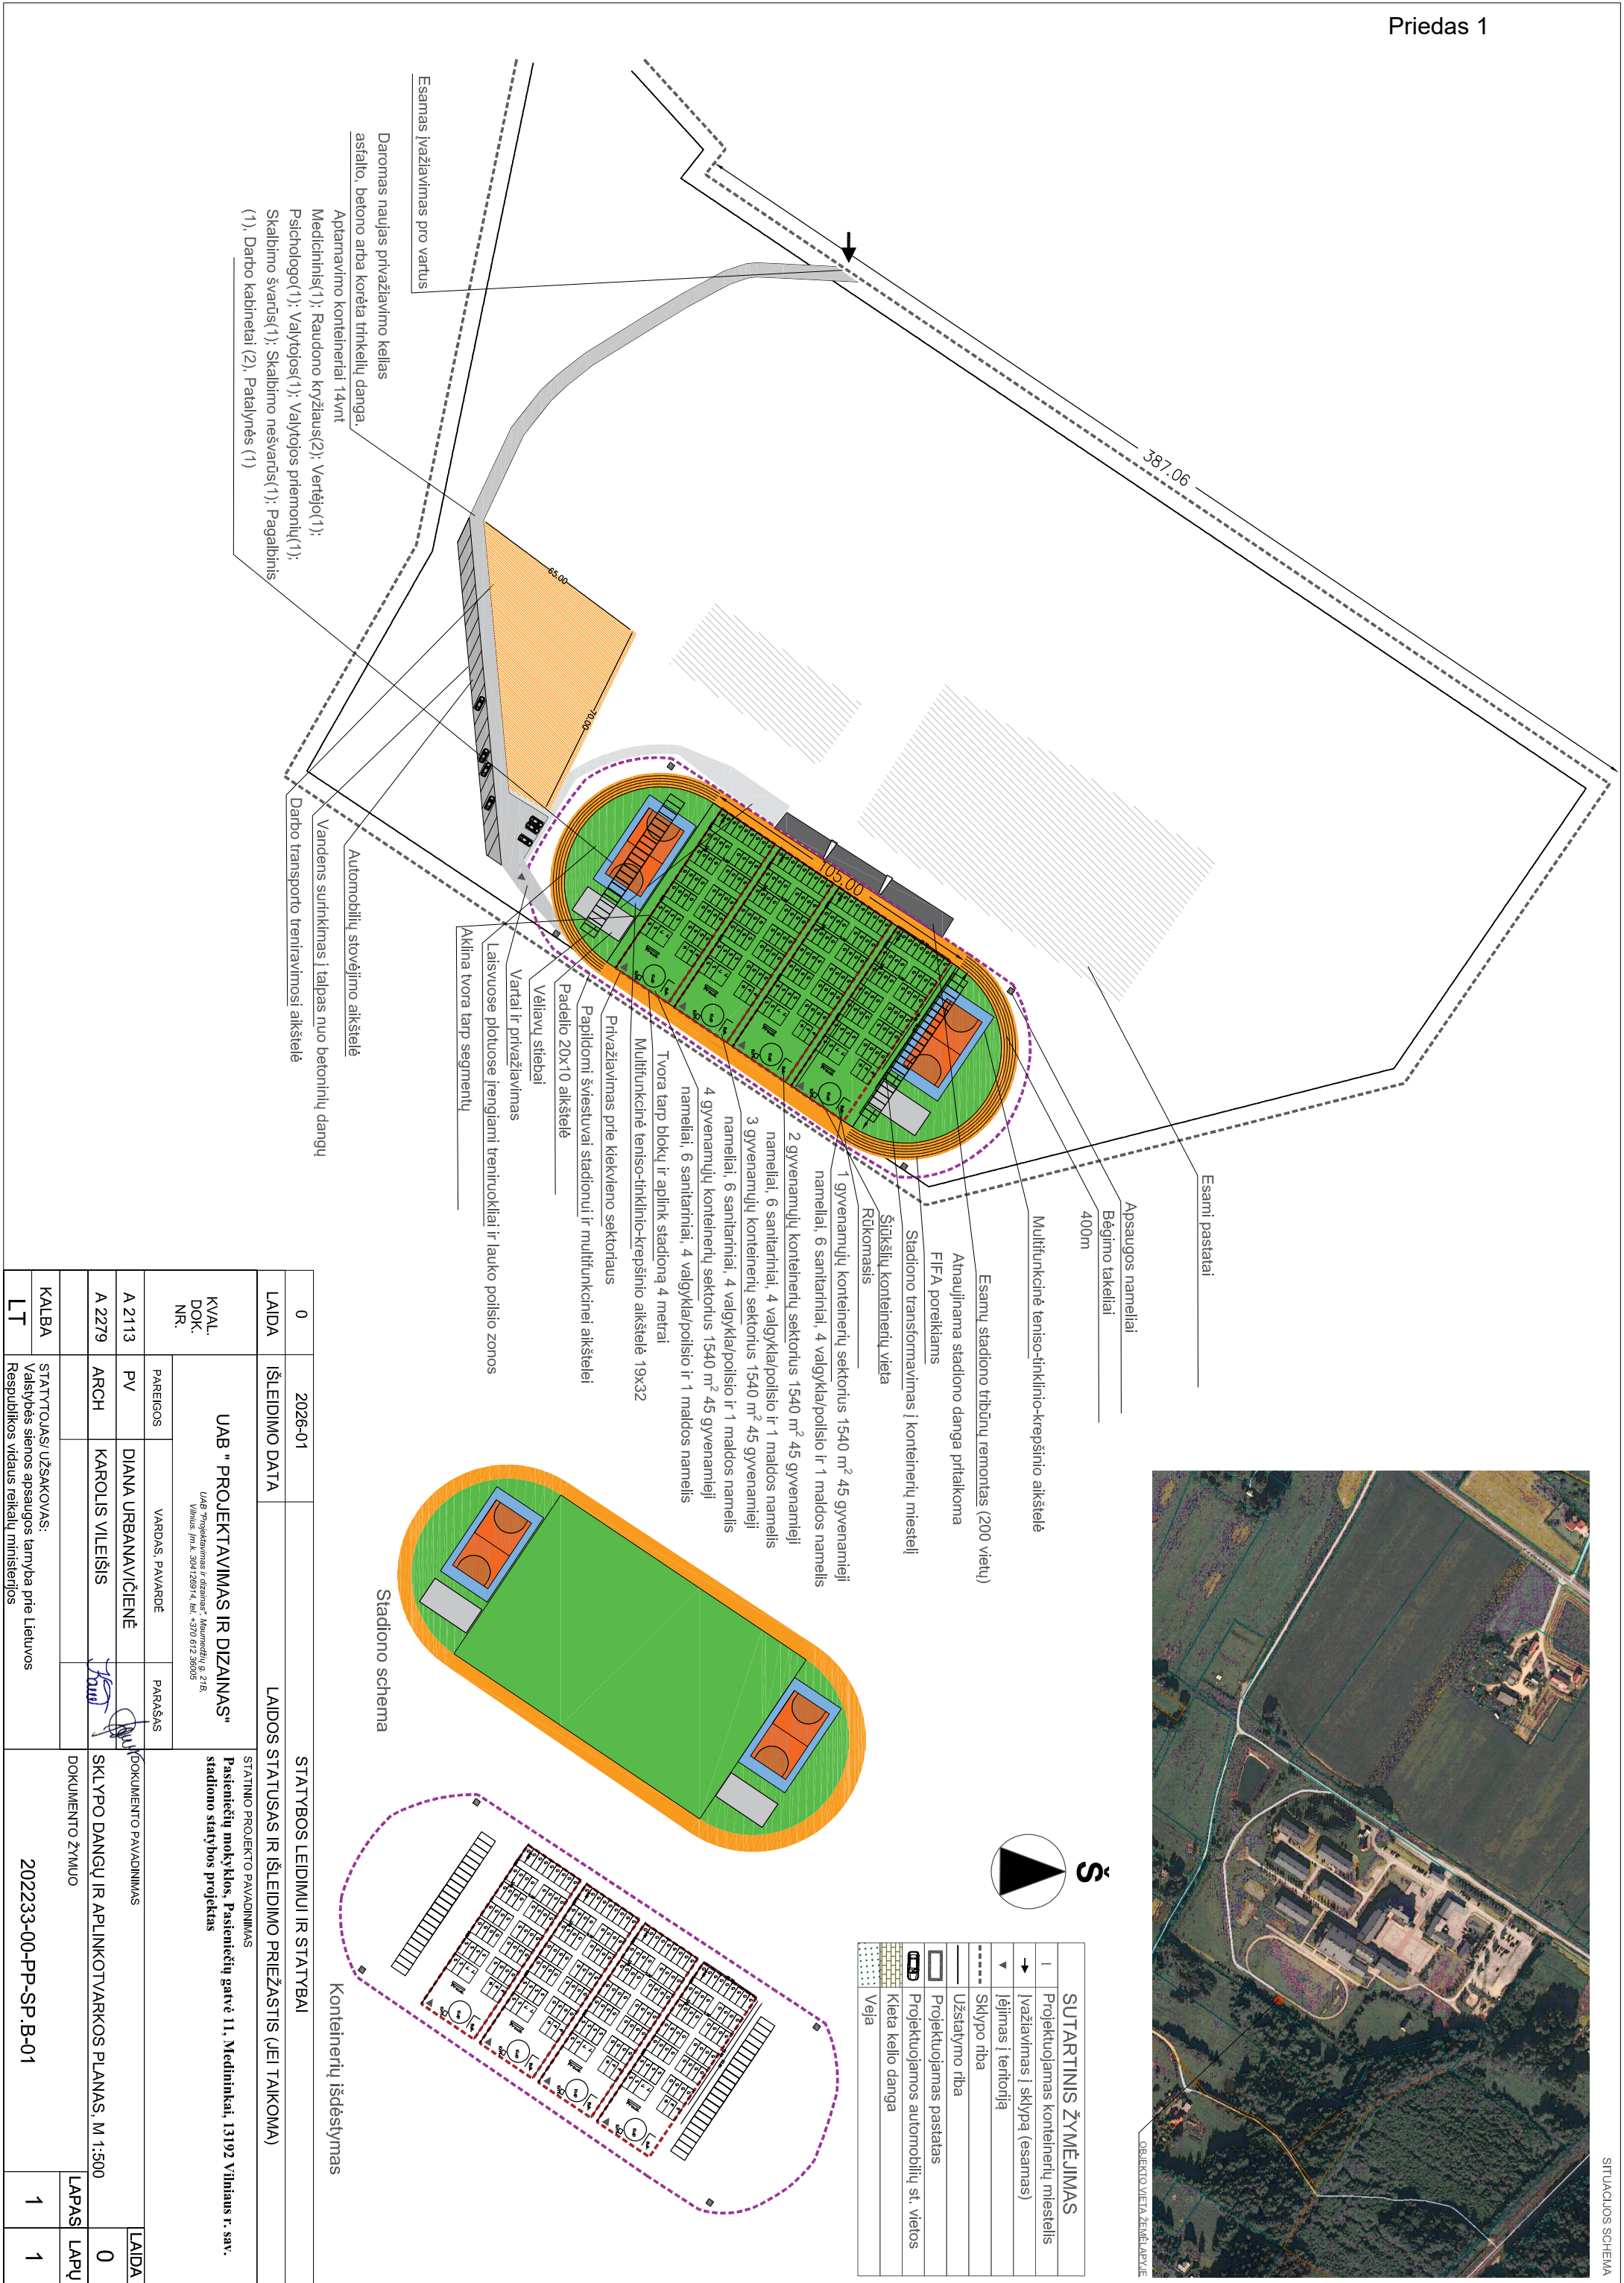 Priedas 1
SITUACIJOS SCHEMA
OBJEKTO VIETA ŽEMĖLAPYJE
Esamas įvažiavimas pro vartus
Daromas naujas privažiavimo kelias
asfalto, betono arba korėta trinkelių danga.
Aptarnavimo konteineriai 14vnt
Medicininis(1); Raudono kryžiaus(2); Vertėjo(1);
Psichologo(1); Valytojos(1); Valytojos priemonių(1);
Skalbimo švarūs(1); Skalbimo nešvarūs(1); Pagalbinis
(1), Darbo kabinetai (2), Patalynės (1)
387.06
65.00
70.00
105.00
Esami pastatai
Apsaugos nameliai
Bėgimo takeliai
400m
Multifunkcinė teniso-tinklinio-krepšinio aikštelė
Esamų stadiono tribūnų remontas (200 vietų)
Atnaujinama stadiono danga pritaikoma
FIFA poreikiams
Stadiono transformavimas į konteinerių miestelį
Šiūkšlių konteinerių vieta
Rūkomasis
1 gyvenamųjų konteinerių sektorius 1540 m² 45 gyvenamieji
nameliai, 6 sanitariniai, 4 valgykla/poilsio ir 1 maldos namelis
2 gyvenamųjų konteinerių sektorius 1540 m² 45 gyvenamieji
nameliai, 6 sanitariniai, 4 valgykla/poilsio ir 1 maldos namelis
3 gyvenamųjų konteinerių sektorius 1540 m² 45 gyvenamieji
nameliai, 6 sanitariniai, 4 valgykla/poilsio ir 1 maldos namelis
4 gyvenamųjų konteinerių sektorius 1540 m² 45 gyvenamieji
nameliai, 6 sanitariniai, 4 valgykla/poilsio ir 1 maldos namelis
Tvora tarp blokų ir aplink stadioną 4 metrai
Multifunkcinė teniso-tinklinio-krepšinio aikštelė 19x32
Privažiavimas prie kiekvieno sektoriaus
Papildomi šviestuvai stadionui ir multifunkcinei aikštelei
Padelio 20x10 aikštelė
Vėliavų stiebai
Vartai ir privažiavimas
Laisvuose plotuose įrengiami treniruokliai ir lauko poilsio zonos
Aklina tvora tarp segmentų
Automobilių stovėjimo aikštelė
Vandens surinkimas į talpas nuo betoninių dangų
Darbo transporto treniravimosi aikštelė
Stadiono schema
Konteinerių išdėstymas
Š
SUTARTINIS ŽYMĖJIMAS
1 Projektuojamas konteinerių miestelis
Įvažiavimas į sklypą (esamas)
Įėjimas į teritoriją
Sklypo riba
Užstatymo riba
Projektuojamas pastatas
Projektuojamos automobilių st. vietos
Kieta kelio danga
Veja
0 2026-01 STATYBOS LEIDIMUI IR STATYBAI
LAIDA IŠLEIDIMO DATA LAIDOS STATUSAS IR IŠLEIDIMO PRIEŽASTIS (JEI TAIKOMA)
KVAL.
DOK.
NR.
UAB " PROJEKTAVIMAS IR DIZAINAS"
UAB "Projektavimas ir dizainas", Maumedžių g. 21B,
Vilnius. Įm.k. 304126914, tel. +370 612 36005
STATINIO PROJEKTO PAVADINIMAS
Pasieniečių mokyklos, Pasieniečių gatvė 11, Medininkai, 13192 Vilniaus r. sav.
stadiono statybos projektas
PAREIGOS VARDAS, PAVARDĖ PARAŠAS
A 2113 PV DIANA URBANAVIČIENĖ
A 2279 ARCH KAROLIS VILEIŠIS
DOKUMENTO PAVADINIMAS
SKLYPO DANGŲ IR APLINKOTVARKOS PLANAS, M 1:500
LAIDA
0
KALBA
LT
STATYTOJAS/ UŽSAKOVAS:
Valstybės sienos apsaugos tarnyba prie Lietuvos
Respublikos vidaus reikalų ministerijos
DOKUMENTO ŽYMUO
202233-00-PP-SP.B-01
LAPAS LAPŲ
1 1